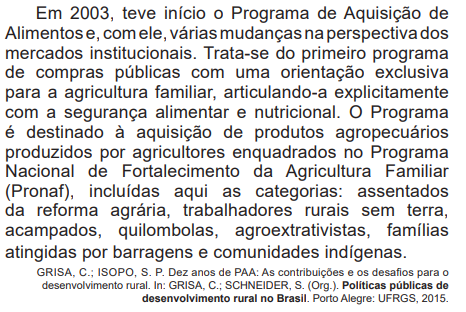 Em 2003, teve início o Programa de Aquisição de
Alimentos e, com ele, várias mudanças na perspectiva dos
mercados institucionais. Trata-se do primeiro programa
de compras públicas com uma orientação exclusiva
para a agricultura familiar, articulando-a explicitamente
com a segurança alimentar e nutricional. O Programa
é destinado à aquisição de produtos agropecuários
produzidos por agricultores enquadrados no Programa
Nacional de Fortalecimento da Agricultura Familiar
(Pronaf), incluídas aqui as categorias: assentados
da reforma agrária, trabalhadores rurais sem terra,
acampados, quilombolas, agroextrativistas, famílias
atingidas por barragens e comunidades indígenas.
GRISA, C.; ISOPO, S. P. Dez anos de PAA: As contribuições e os desafios para o
desenvolvimento rural. In: GRISA, C.; SCHNEIDER, S. (Org.). Políticas públicas de
desenvolvimento rural no Brasil. Porto Alegre: UFRGS, 2015.